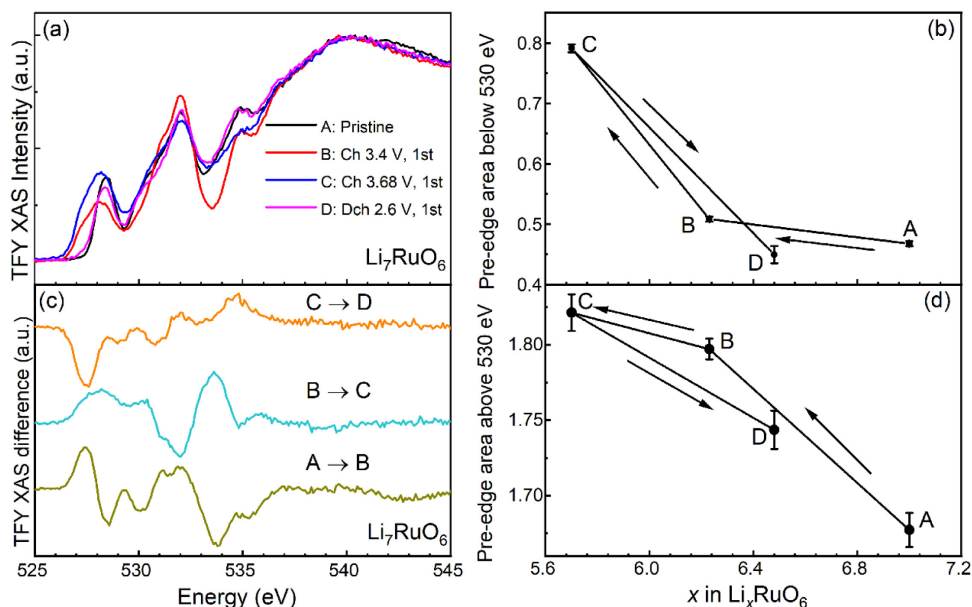 (a)
TFY XAS Intensity (a.u.)
A: Pristine
B: Ch 3.4 V, 1st
C: Ch 3.68 V, 1st
D: Dch 2.6 V, 1st
Li₇RuO₆
(b)
Pre-edge area below 530 eV
0.8
0.7
0.6
0.5
0.4
C
B
D
A
(c)
TFY XAS difference (a.u.)
C → D
B → C
A → B
Li₇RuO₆
525
530
535
540
545
Energy (eV)
(d)
Pre-edge area above 530 eV
1.80
1.75
1.70
C
B
D
A
5.6
6.0
6.4
6.8
7.2
x in LiₓRuO₆